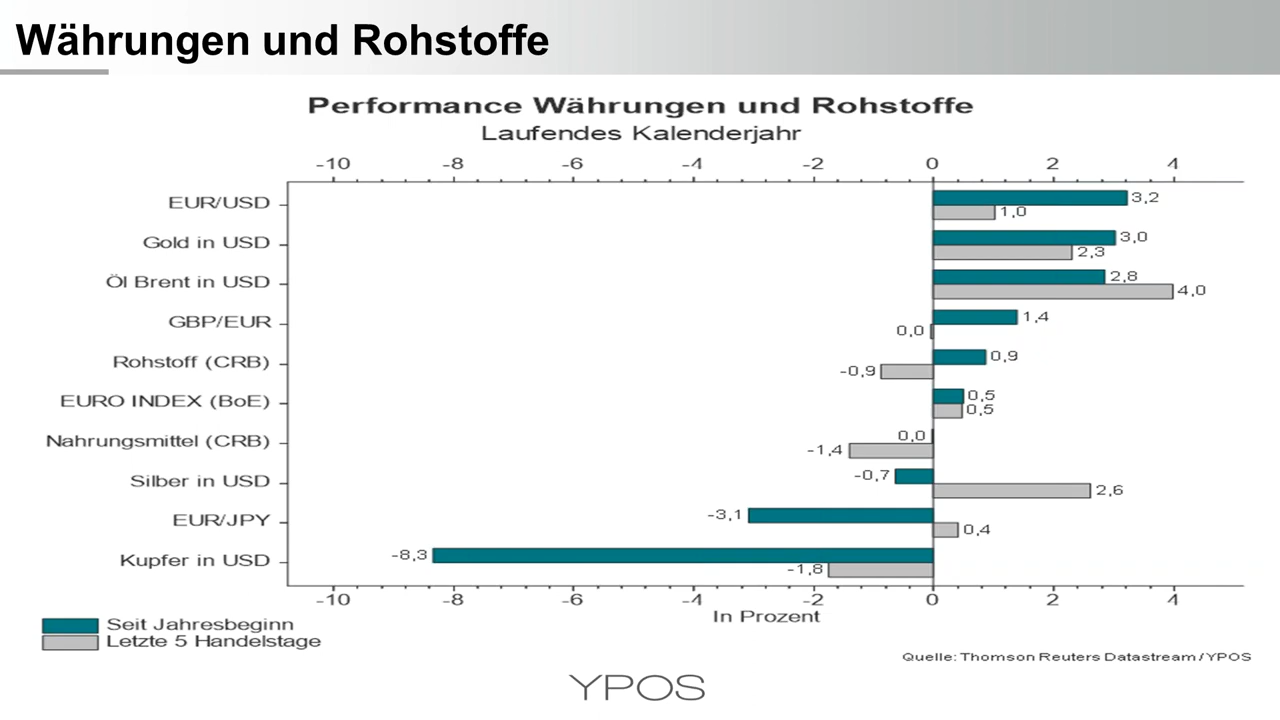 Währungen und Rohstoffe
Performance Währungen und Rohstoffe
Laufendes Kalenderjahr
-10 -8 -6 -4 -2 0 2 4
EUR/USD 3,2
1,0
Gold in USD 3,0
2,3
Öl Brent in USD 2,8
4,0
GBP/EUR 1,4
0,0
Rohstoff (CRB) 0,9
-0,9
EURO INDEX (BoE) 0,5
0,5
Nahrungsmittel (CRB) 0,0
-1,4
Silber in USD -0,7
2,6
EUR/JPY -3,1
0,4
Kupfer in USD -8,3
-1,8
-10 -8 -6 -4 -2 0 2 4
In Prozent
Seit Jahresbeginn
Letzte 5 Handelstage
Quelle: Thomson Reuters Datastream/YPOS
YPOS